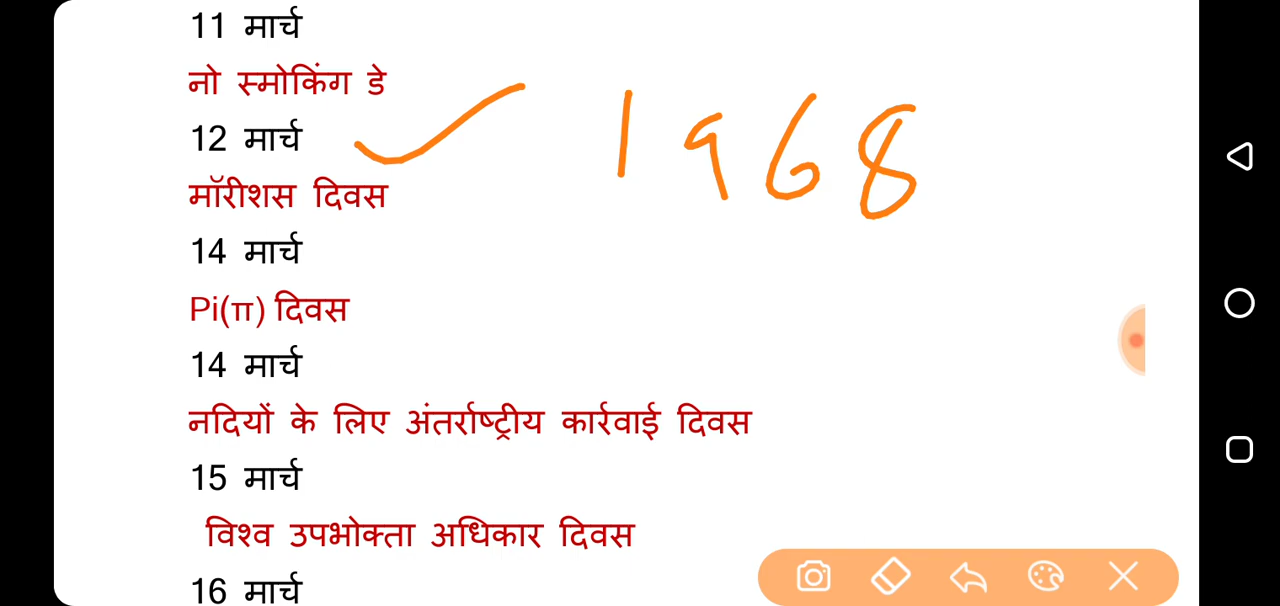 11 मार्च
नो स्मोकिंग डे
12 मार्च
1968
मॉरीशस दिवस
14 मार्च
Pi(π) दिवस
14 मार्च
नदियों के लिए अंतर्राष्ट्रीय कार्रवाई दिवस
15 मार्च
विश्व उपभोक्ता अधिकार दिवस
16 मार्च